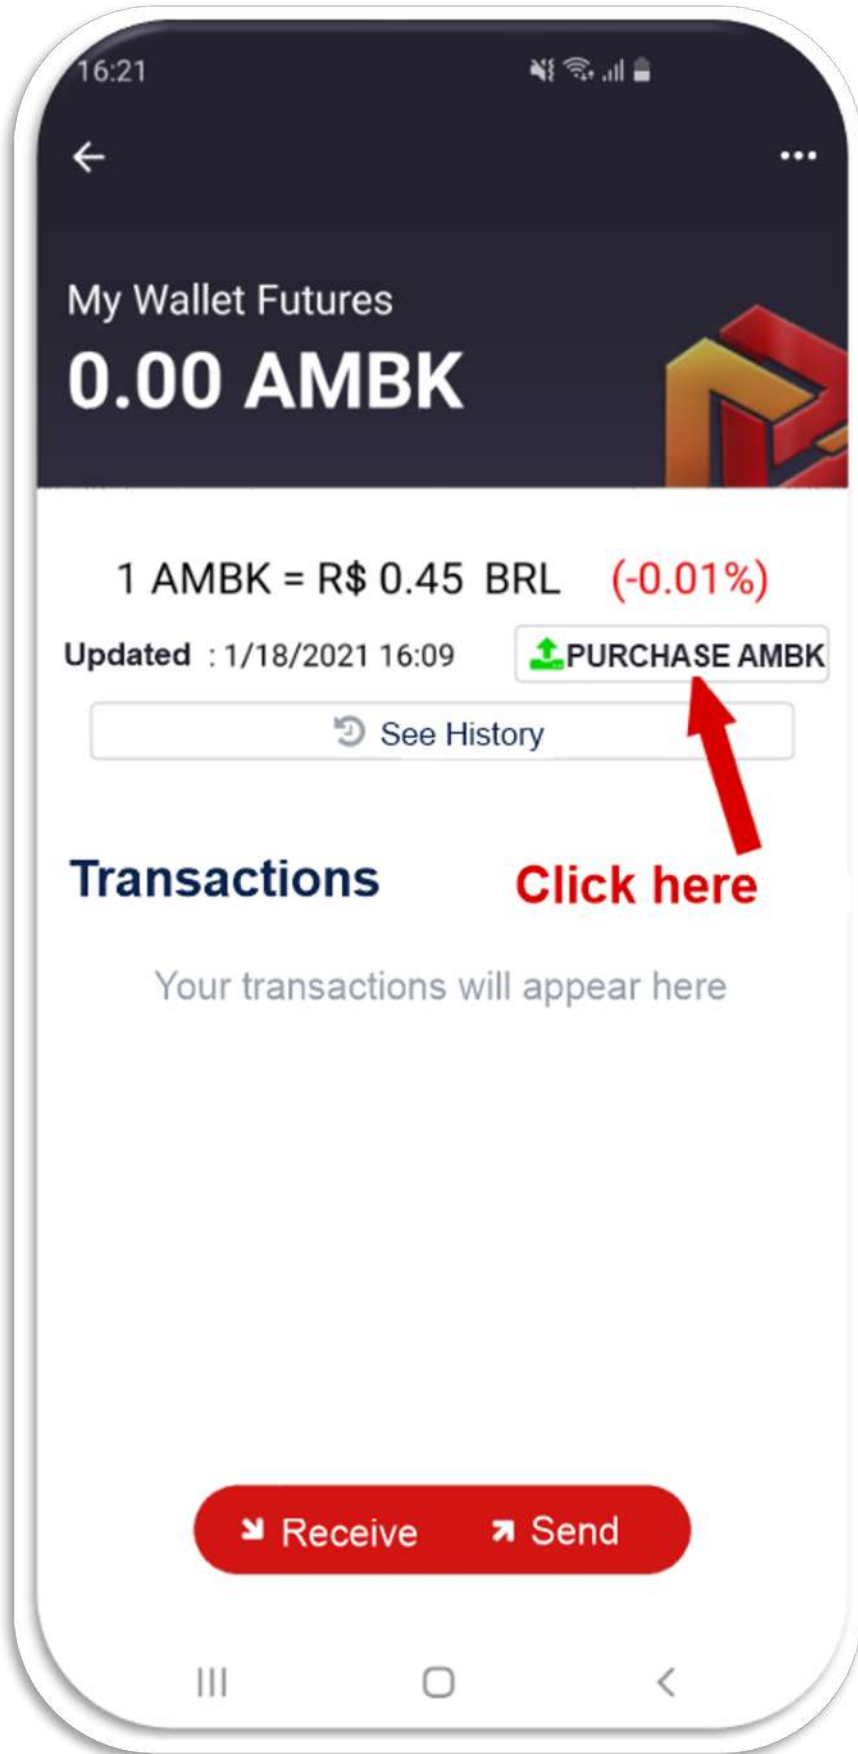 16:21
My Wallet Futures
0.00 AMBK
1 AMBK = R$ 0.45 BRL (-0.01%)
Updated : 1/18/2021 16:09 PURCHASE AMBK
See History
Transactions Click here
Your transactions will appear here
Receive Send